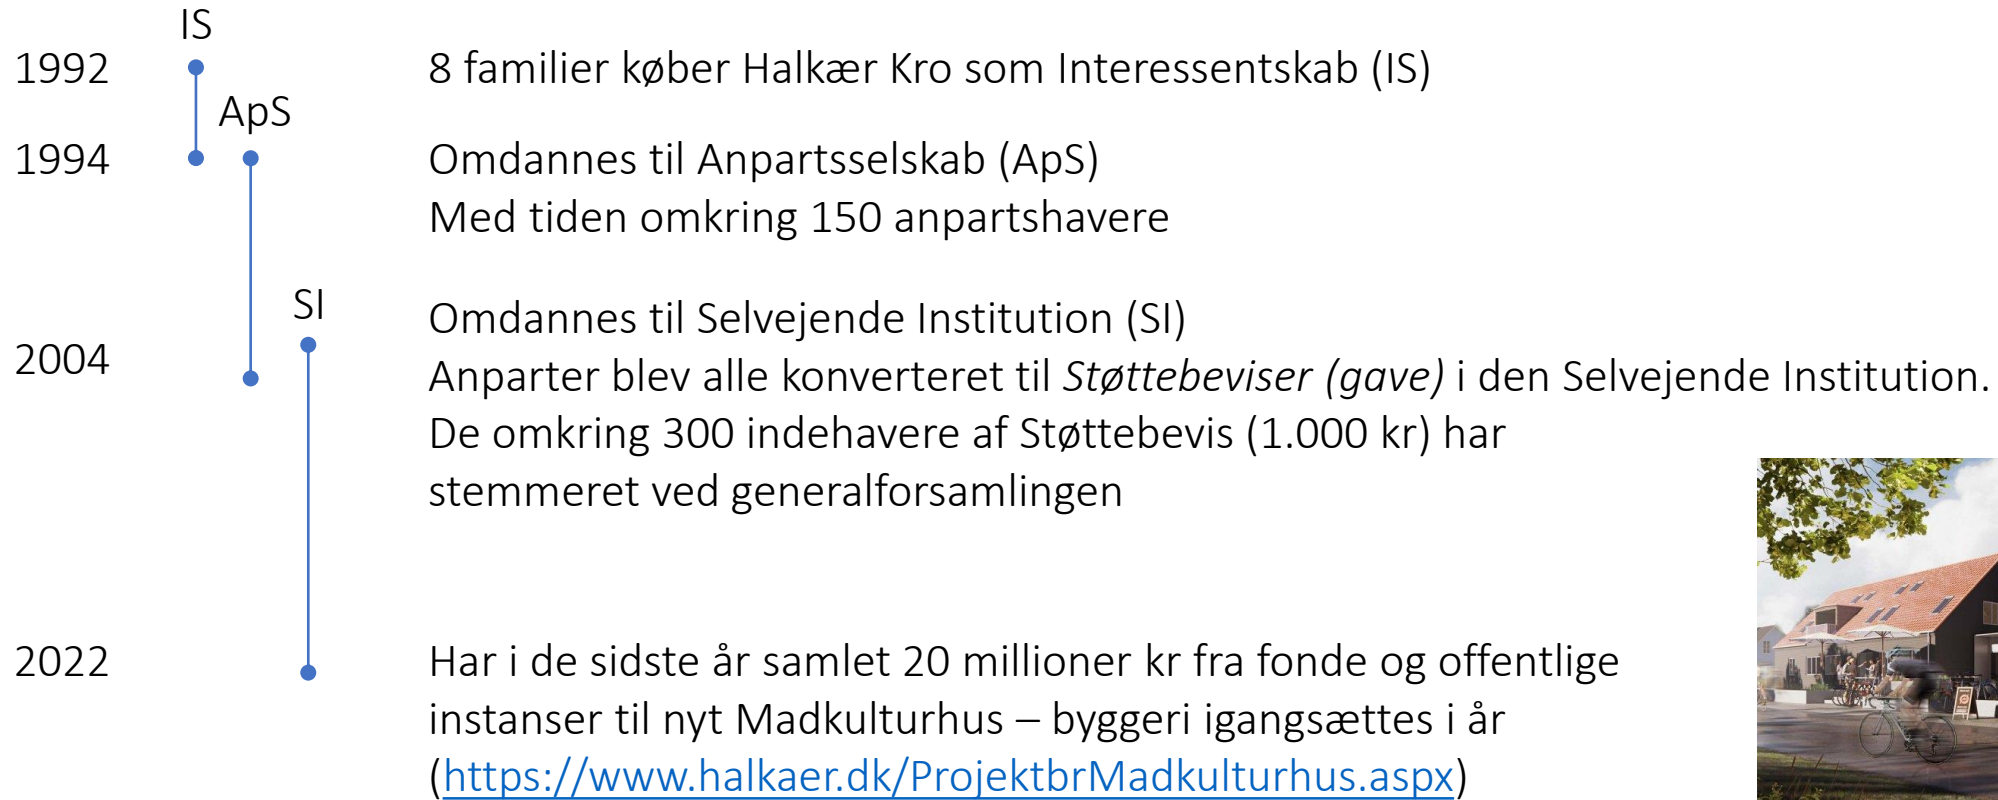 IS
1992
8 familier køber Halkær Kro som Interessentskab (IS)
ApS
1994
Omdannes til Anpartsselskab (ApS)
Med tiden omkring 150 anpartshavere
SI
Omdannes til Selvejende Institution (SI)
2004
Anparter blev alle konverteret til Støttebeviser (gave) i den Selvejende Institution.
De omkring 300 indehavere af Støttebevis (1.000 kr) har
stemmeret ved generalforsamlingen
2022
Har i de sidste år samlet 20 millioner kr fra fonde og offentlige
instanser til nyt Madkulturhus – byggeri igangsættes i år
(https://www.halkaer.dk/ProjektbrMadkulturhus.aspx)